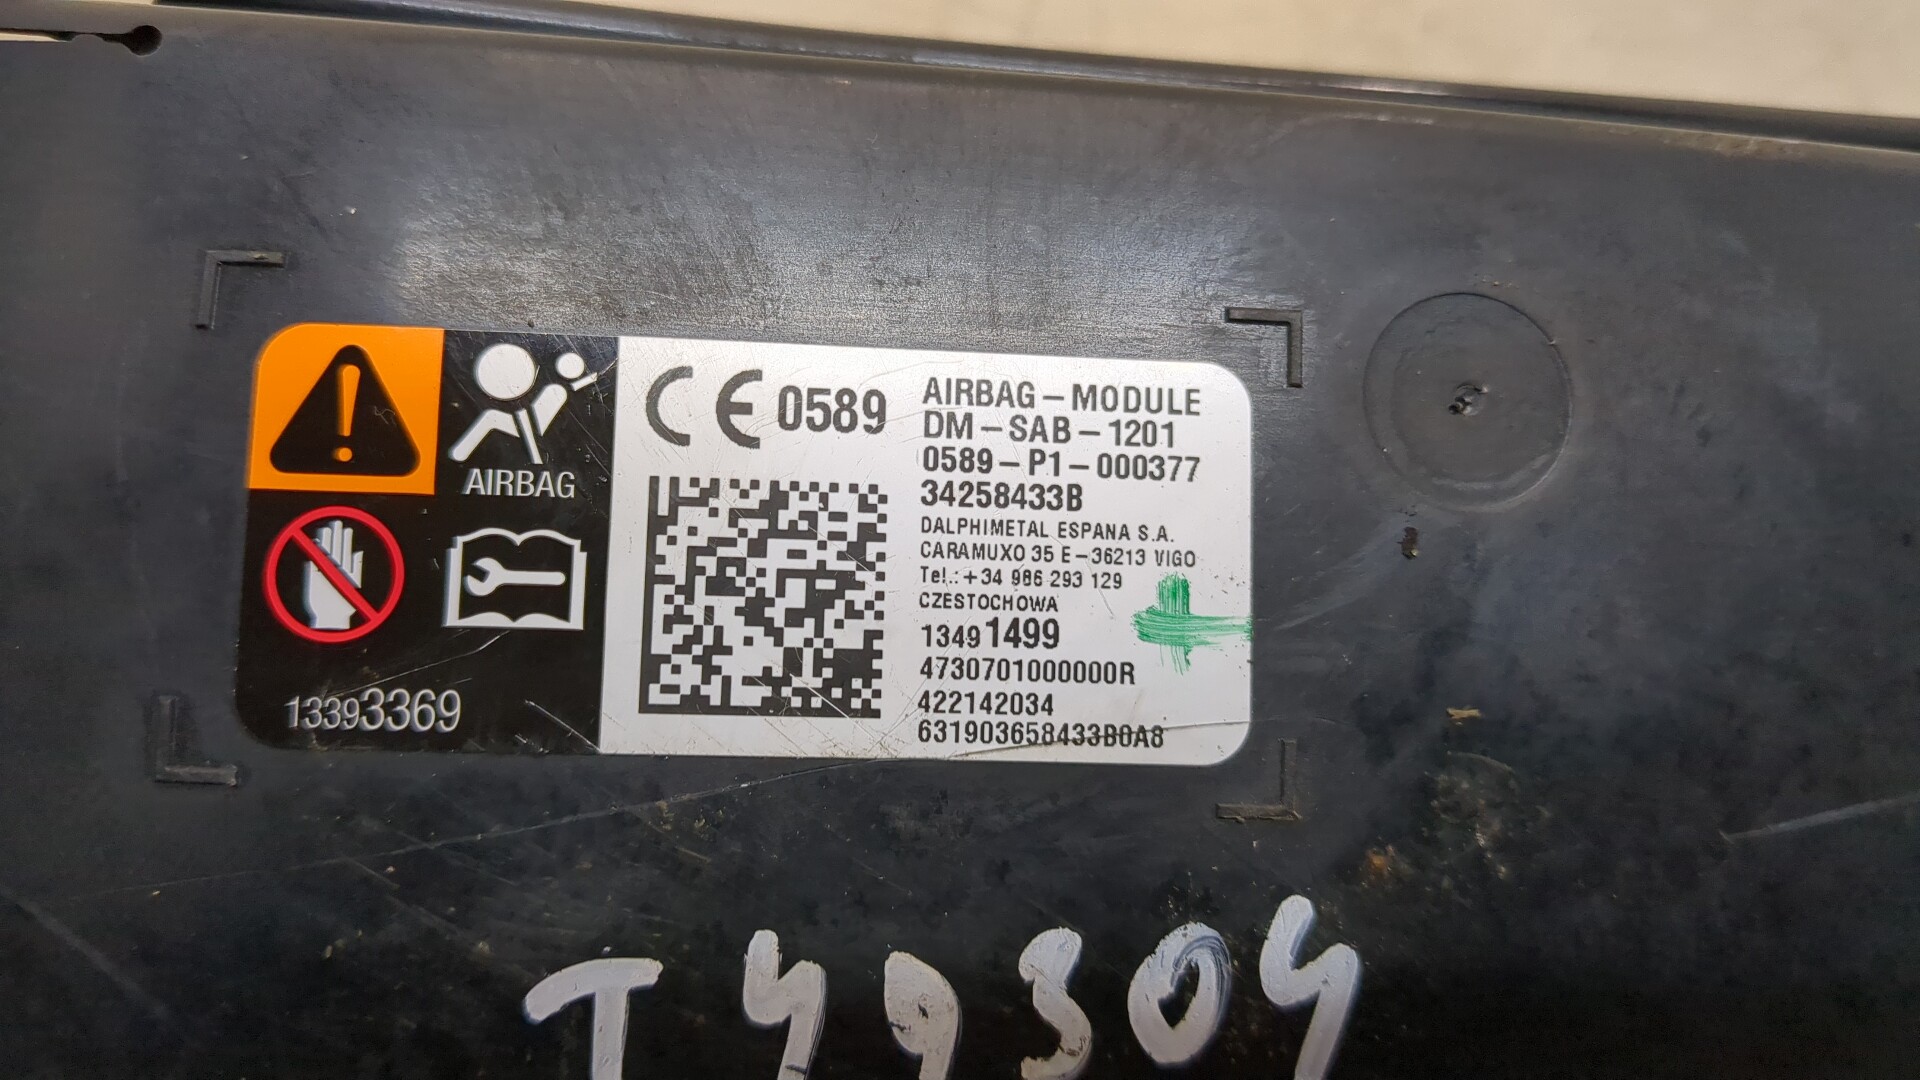 AIRBAG
13393369
CE 0589
AIRBAG-MODULE
DM-SAB-1201
0589-P1-000377
34258433B
DALPHIMETAL ESPANA S.A.
CARAMUXO 35 E-36213 VIGO
Tel.: +34 986 293 129
CZESTOCHOWA
13491499
4730701000000R
422142034
631903658433B0A8